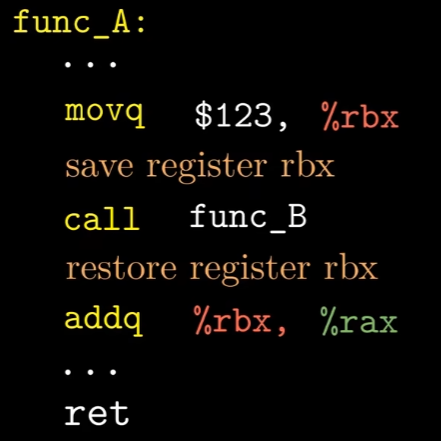 func_A:
...
movq $123, %rbx
save register rbx
call func_B
restore register rbx
addq %rbx, %rax
...
ret